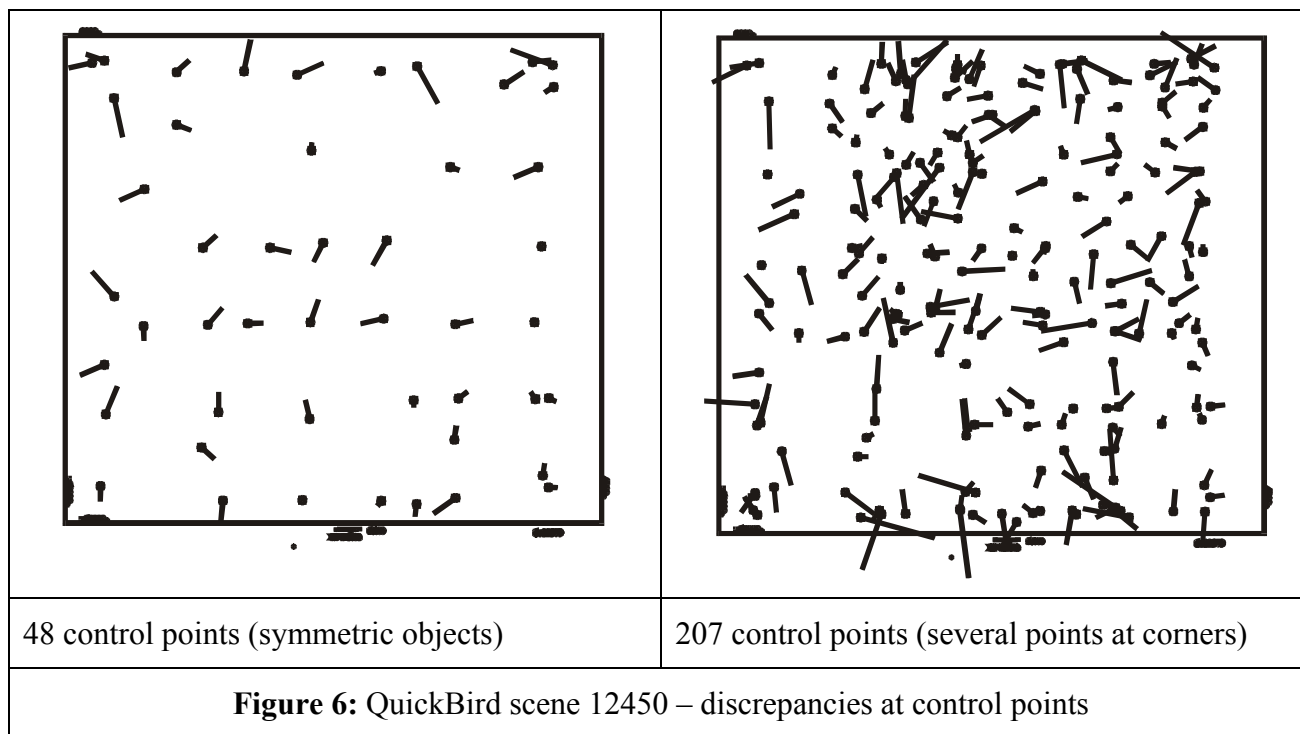 48 control points (symmetric objects)
207 control points (several points at corners)
Figure 6: QuickBird scene 12450 – discrepancies at control points